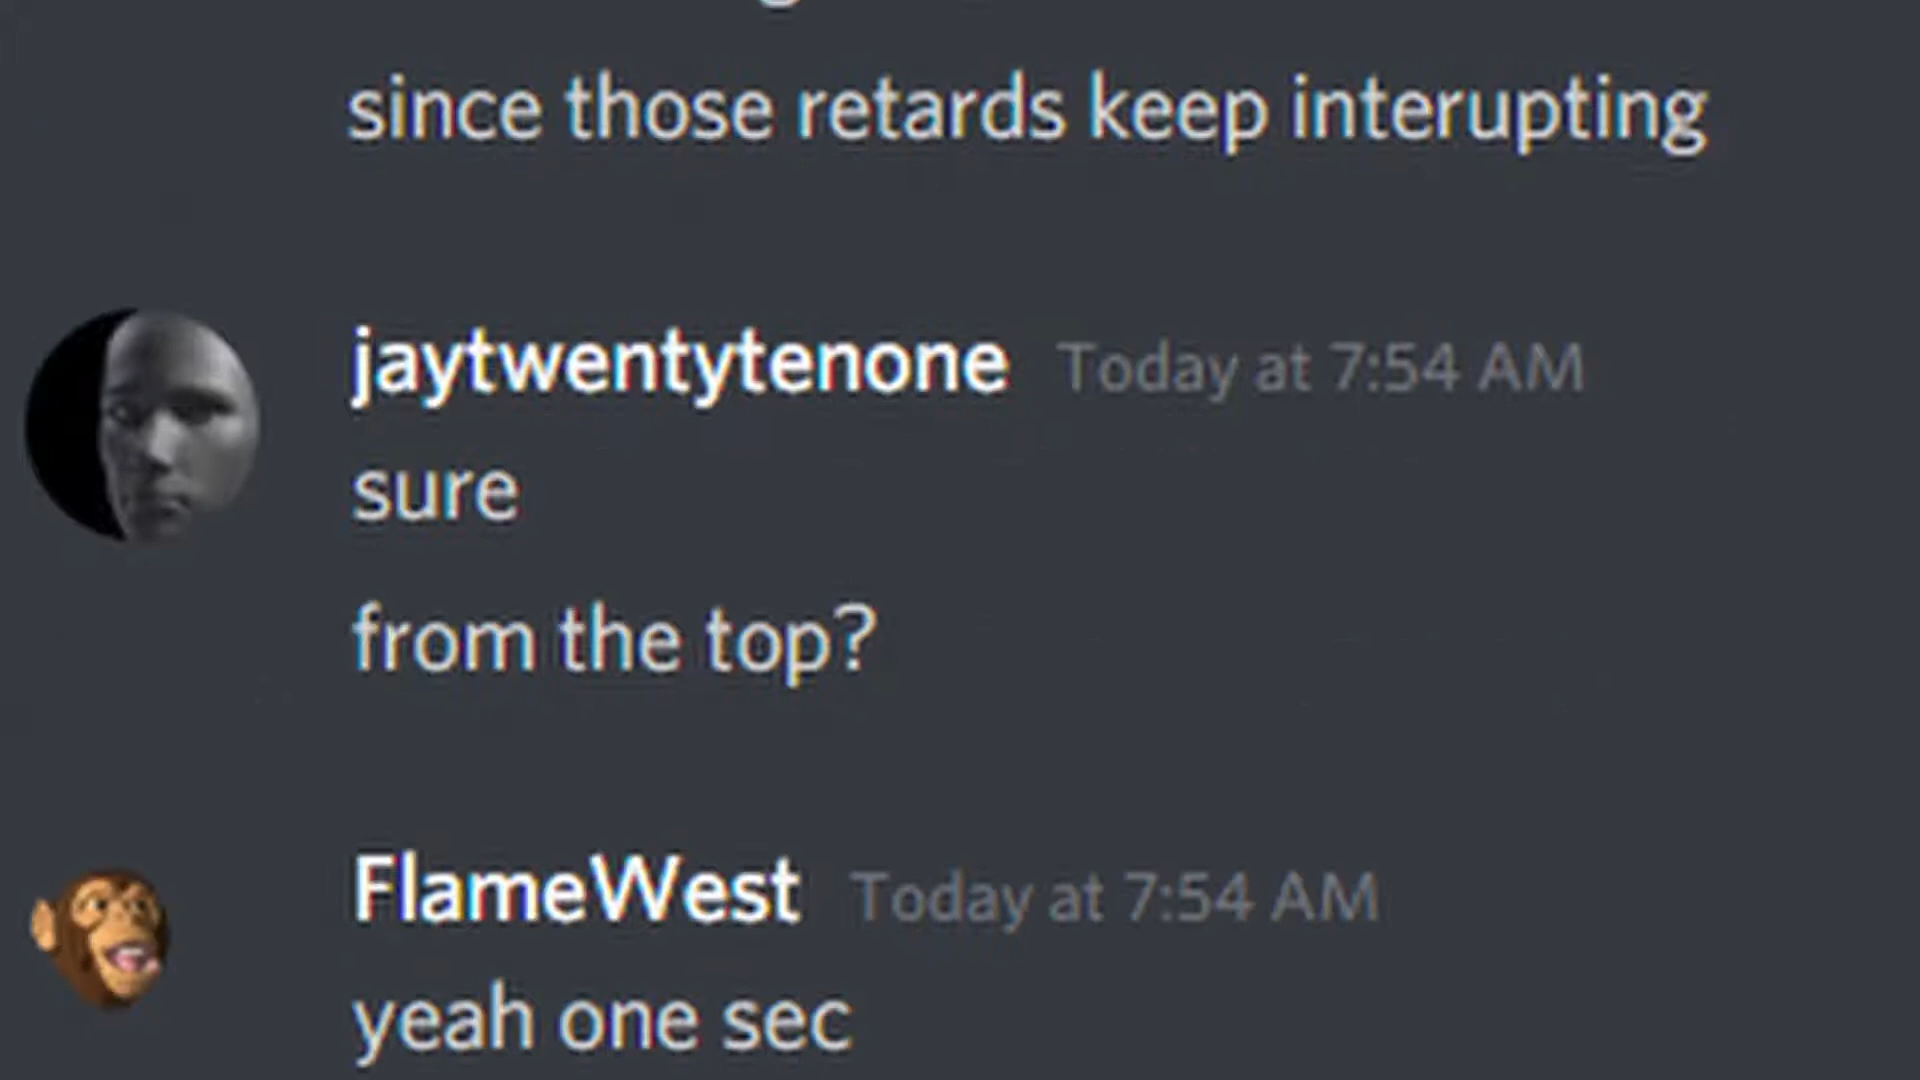 since those retards keep interupting
jaytwentytenone Today at 7:54 AM
sure
from the top?
FlameWest Today at 7:54 AM
yeah one sec